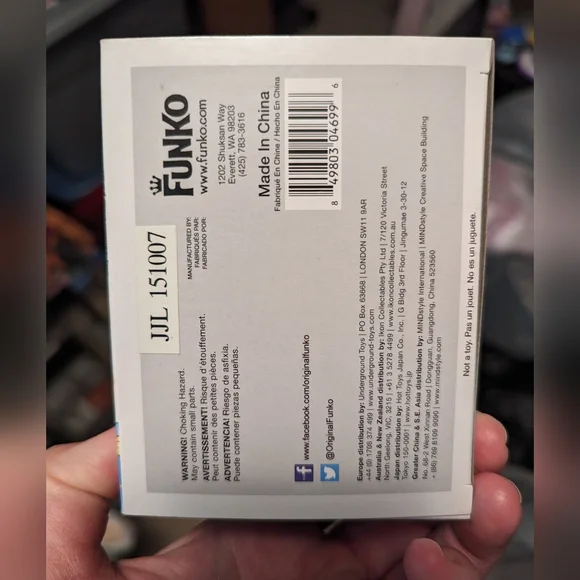 FUNKO
www.funko.com
1202 Shuksan Way
Everett, WA 98203
(425) 783-3616
Made In China
Fabriqué En Chine / Hecho En China
8 49803 04699 6
JJL 151007
MANUFACTURED BY:
FABRIQUÉS PAR:
FABRICADO POR:
WARNING! Choking Hazard.
May contain small parts.
AVERTISSEMENT! Risque d'étouffement.
Peut contenir des petites pièces.
ADVERTENCIA! Riesgo de asfixia.
Puede contener piezas pequeñas.
www.facebook.com/originalfunko
@OriginalFunko
Europe distribution by: Underground Toys | PO Box 63668 | LONDON SW11 9AR
+44 (0) 1706 374 499 | www.underground-toys.com
Australia & New Zealand distribution by: Ikon Collectables Pty Ltd | 7/120 Victoria Street
North Geelong, VIC, 3215 | +61 3 5278 4499 | www.ikoncollectables.com.au
Japan distribution by: Hot Toys Japan Co., Inc. | G Bldg 3rd Floor | Jingumae 3-30-12
Tokyo 150-0001 | www.hottoys.jp
Greater China & S.E. Asia distribution by: MINDstyle International | MINDstyle Creative Space Building
No. 68-2 West Xinnan Road | Dongguan, Guangdong, China 523560
+ (86) 769 8109 9090 | www.mindstyle.com
Not a toy. Pas un jouet. No es un juguete.